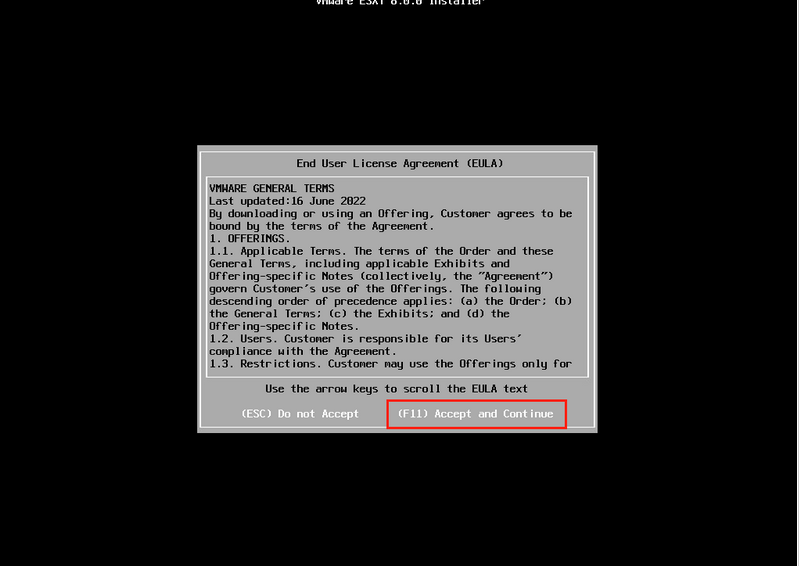 VMware ESXi 8.0.0 Installer
End User License Agreement (EULA)
VMWARE GENERAL TERMS
Last updated:16 June 2022
By downloading or using an Offering, Customer agrees to be
bound by the terms of the Agreement.
1. OFFERINGS.
1.1. Applicable Terms. The terms of the Order and these
General Terms, including applicable Exhibits and
Offering-specific Notes (collectively, the "Agreement")
govern Customer's use of the Offerings. The following
descending order of precedence applies: (a) the Order; (b)
the General Terms; (c) the Exhibits; and (d) the
Offering-specific Notes.
1.2. Users. Customer is responsible for its Users'
compliance with the Agreement.
1.3. Restrictions. Customer may use the Offerings only for
Use the arrow keys to scroll the EULA text
(ESC) Do not Accept (F11) Accept and Continue